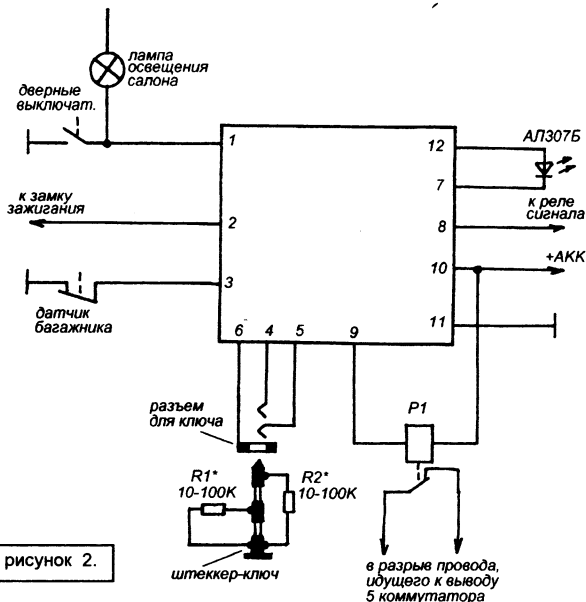 лампа
освещения
салона
дверные
выключат.
1
12
АЛ307Б
7
к замку
зажигания
2
к реле
сигнала
8
+АКК
10
3
датчик
багажника
11
6 4 5 9
разъем
для ключа
P1
R1*
10-100К
R2*
10-100К
рисунок 2.
штеккер-ключ
в разрыв провода,
идущего к выводу
5 коммутатора